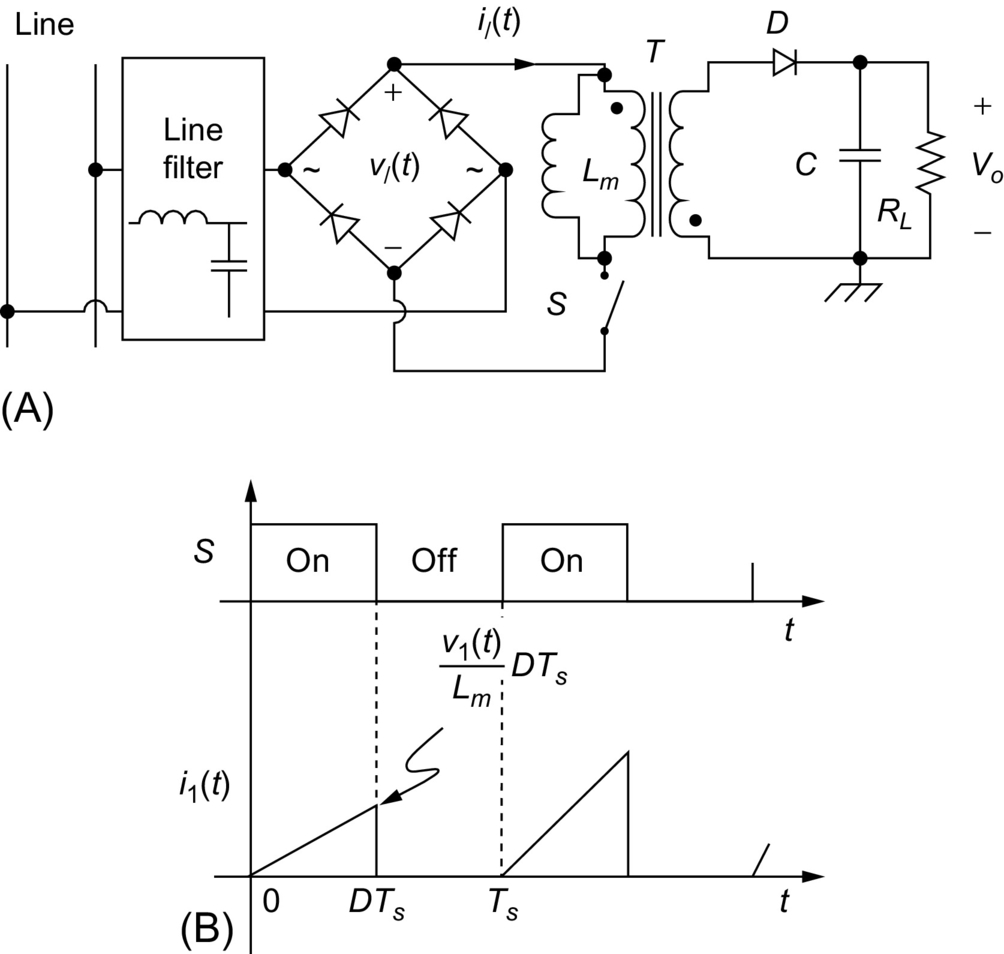 Line
i_l(t)
T
D
Line
filter
+
~ v_l(t) ~
−
L_m
S
C
R_L
+
V_o
−
(A)
S
On Off On
t
v_1(t)
L_m
DT_s
i_1(t)
0 DT_s T_s t
(B)